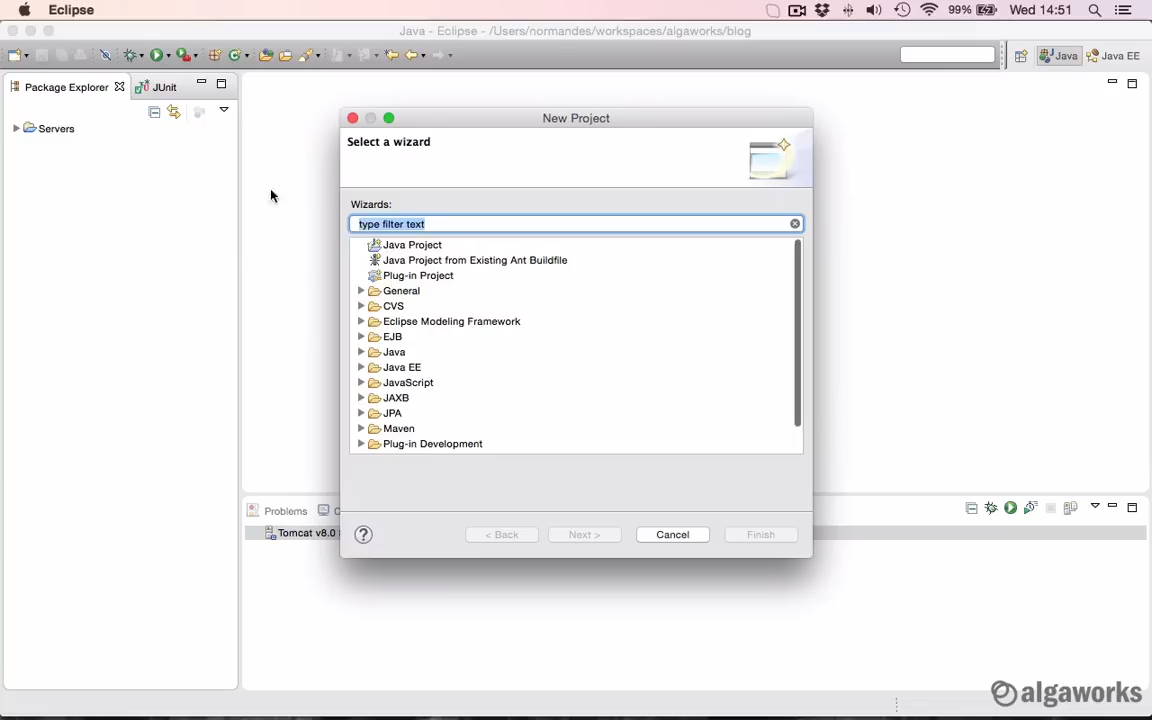 Eclipse
99%
Wed 14:51
Java - Eclipse - /Users/normandes/workspaces/algaworks/blog
Java
Java EE
Package Explorer
JUnit
Servers
New Project
Select a wizard
Wizards:
type filter text
Java Project
Java Project from Existing Ant Buildfile
Plug-in Project
General
CVS
Eclipse Modeling Framework
EJB
Java
Java EE
JavaScript
JAXB
JPA
Maven
Plug-in Development
Problems
Tomcat v8.0
?
< Back
Next >
Cancel
Finish
algaworks